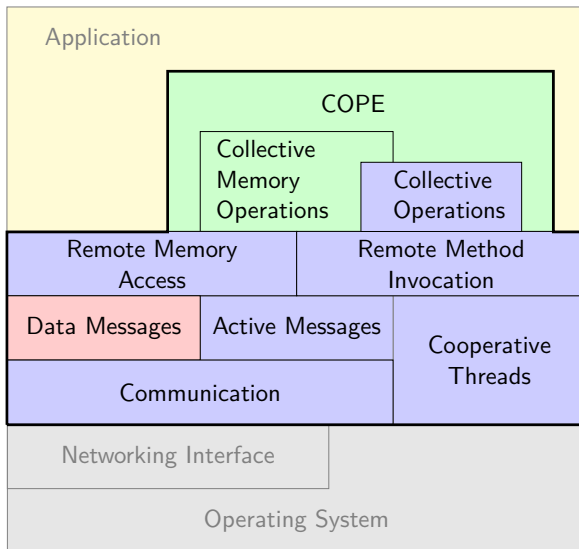 Application
COPE
Collective
Memory
Operations
Collective
Operations
Remote Memory
Access
Remote Method
Invocation
Data Messages
Active Messages
Cooperative
Threads
Communication
Networking Interface
Operating System